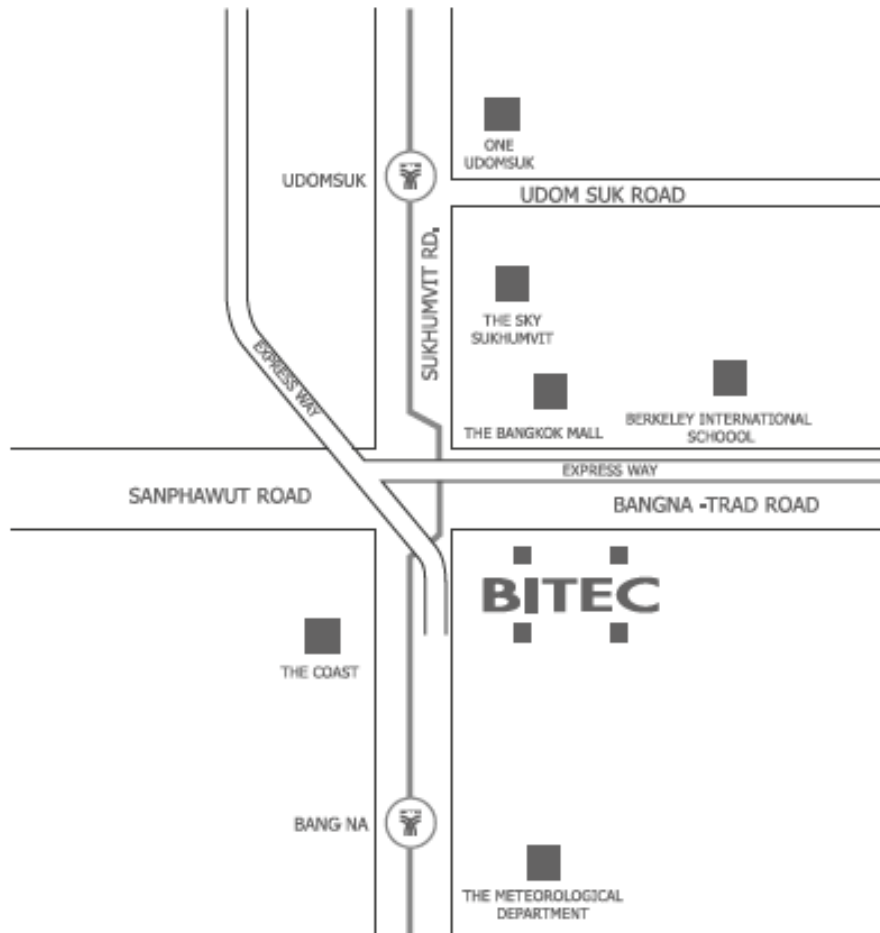 ONE
UDOMSUK
UDOMSUK
UDOM SUK ROAD
SUKHUMVIT RD.
THE SKY
SUKHUMVIT
EXPRESS WAY
THE BANGKOK MALL
BERKELEY INTERNATIONAL
SCHOOOL
EXPRESS WAY
SANPHAWUT ROAD
BANGNA -TRAD ROAD
BITEC
THE COAST
BANG NA
THE METEOROLOGICAL
DEPARTMENT